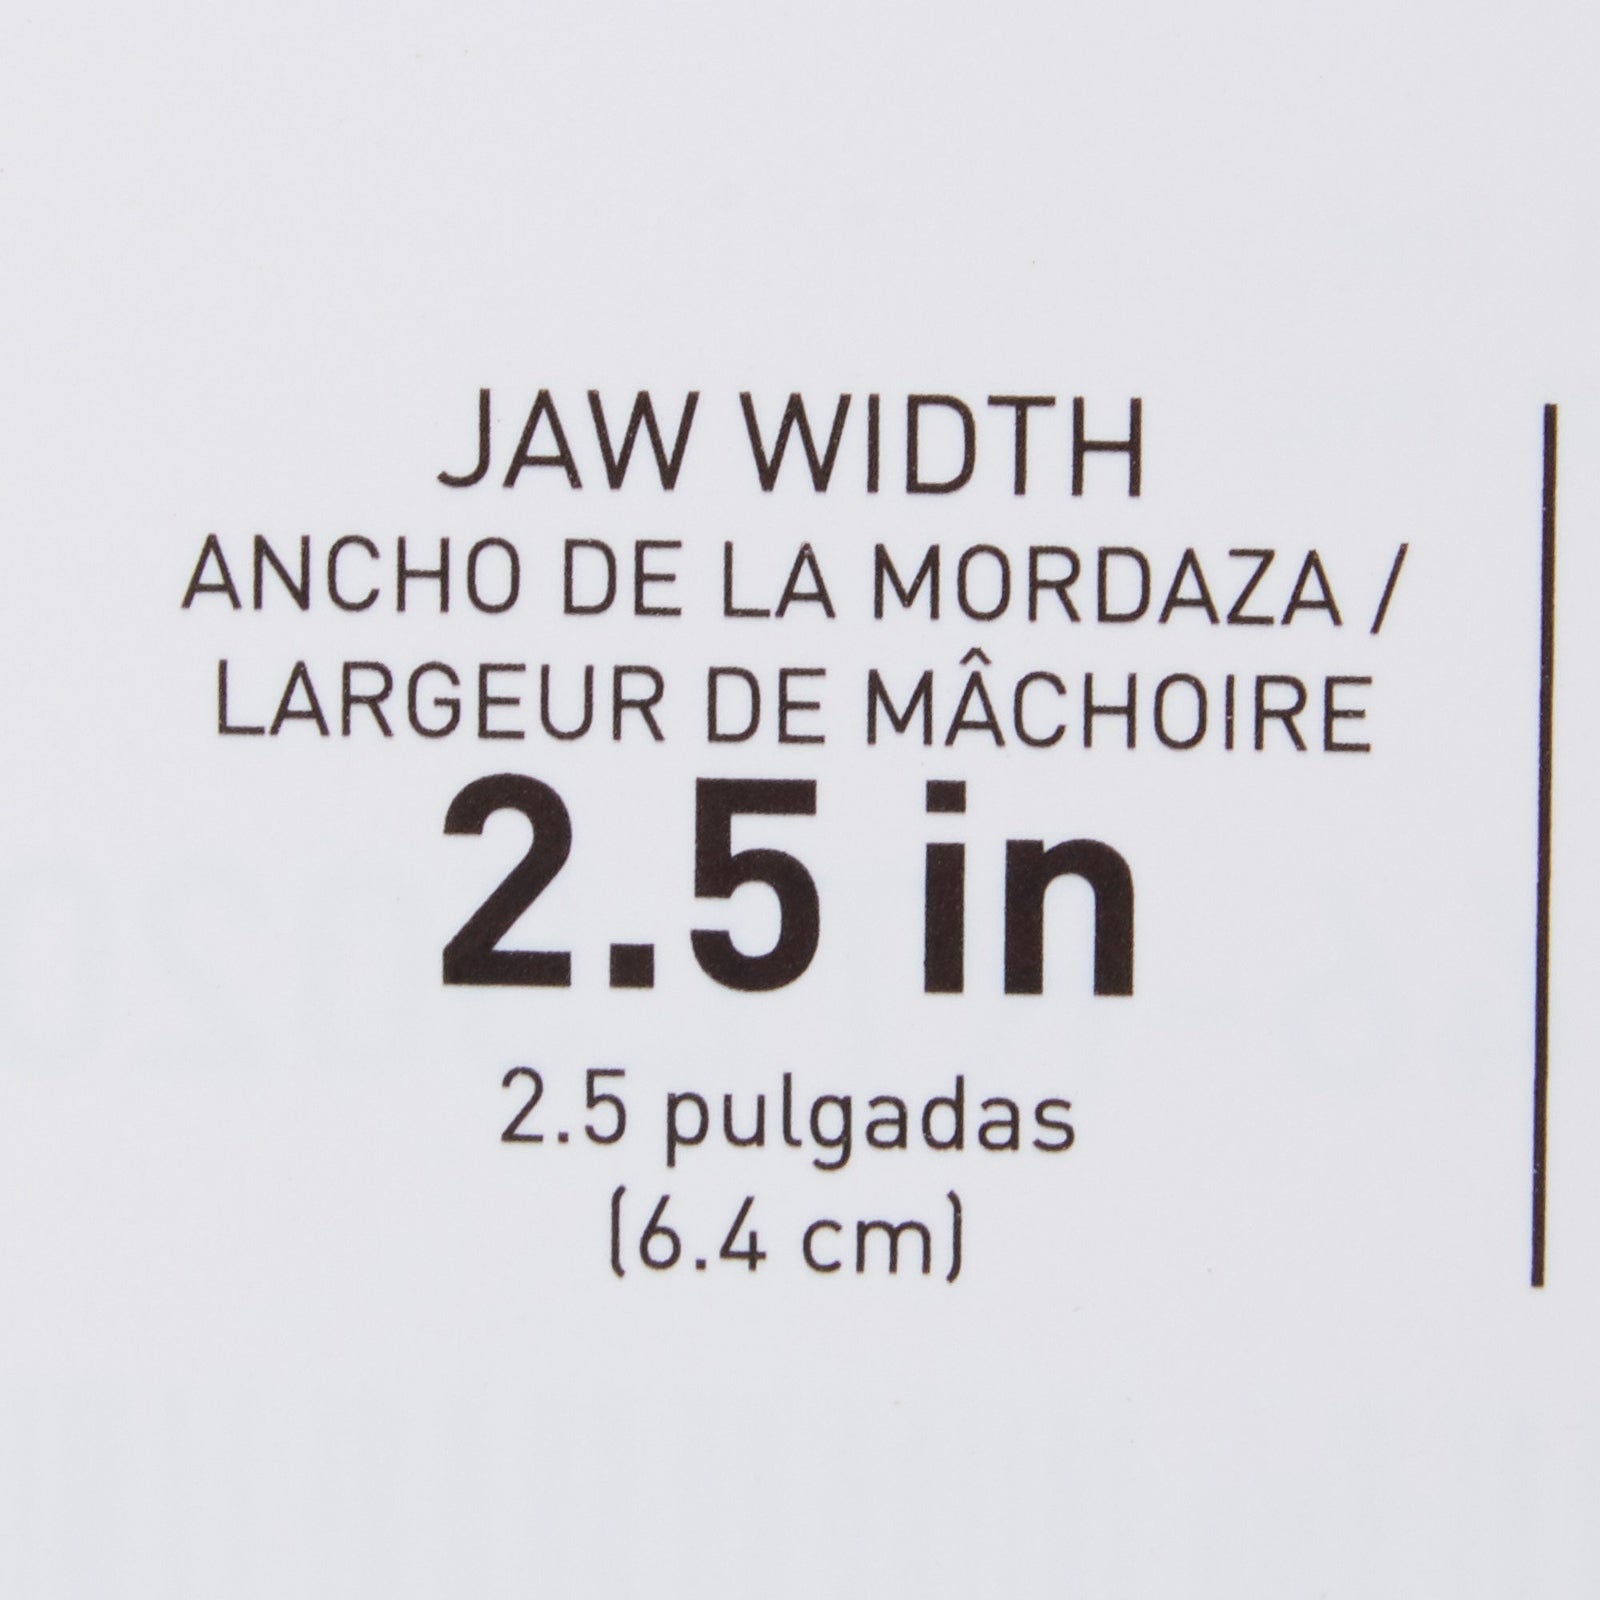 JAW WIDTH
ANCHO DE LA MORDAZA /
LARGEUR DE MÂCHOIRE
2.5 in
2.5 pulgadas
(6.4 cm)